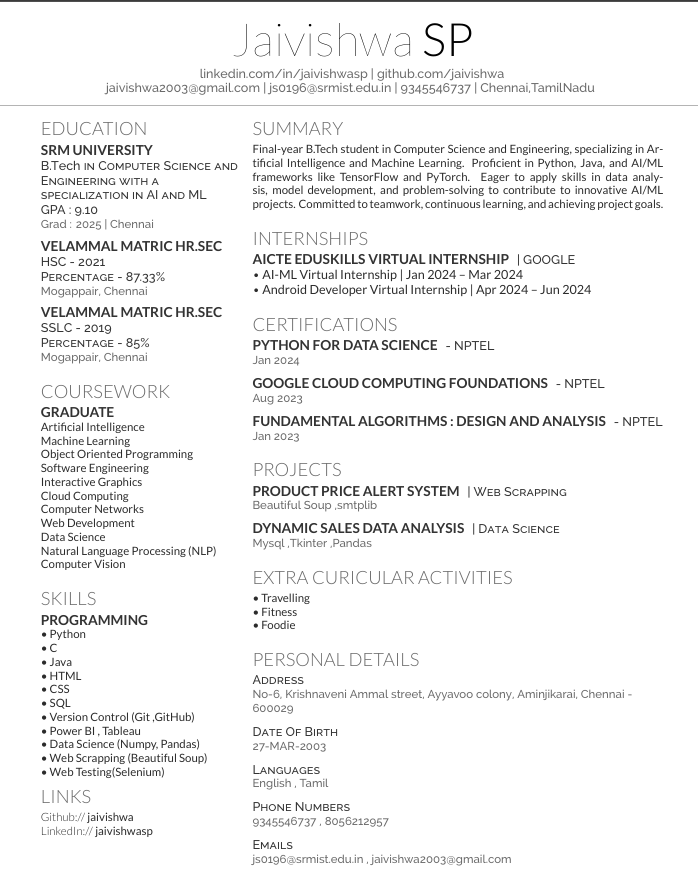 Jaivishwa SP
linkedin.com/in/jaivishwasp | github.com/jaivishwa
jaivishwa2003@gmail.com | js0196@srmist.edu.in | 9345546737 | Chennai,TamilNadu
EDUCATION
SRM UNIVERSITY
B.Tech in Computer Science and
Engineering with a
specialization in AI and ML
GPA : 9.10
Grad : 2025 | Chennai
VELAMMAL MATRIC HR.SEC
HSC - 2021
Percentage - 87.33%
Mogappair, Chennai
VELAMMAL MATRIC HR.SEC
SSLC - 2019
Percentage - 85%
Mogappair, Chennai
COURSEWORK
GRADUATE
Artificial Intelligence
Machine Learning
Object Oriented Programming
Software Engineering
Interactive Graphics
Cloud Computing
Computer Networks
Web Development
Data Science
Natural Language Processing (NLP)
Computer Vision
SKILLS
PROGRAMMING
• Python
• C
• Java
• HTML
• CSS
• SQL
• Version Control (Git ,GitHub)
• Power BI , Tableau
• Data Science (Numpy, Pandas)
• Web Scrapping (Beautiful Soup)
• Web Testing(Selenium)
LINKS
Github:// jaivishwa
LinkedIn:// jaivishwasp
SUMMARY
Final-year B.Tech student in Computer Science and Engineering, specializing in Ar-
tificial Intelligence and Machine Learning. Proficient in Python, Java, and AI/ML
frameworks like TensorFlow and PyTorch. Eager to apply skills in data analy-
sis, model development, and problem-solving to contribute to innovative AI/ML
projects. Committed to teamwork, continuous learning, and achieving project goals.
INTERNSHIPS
AICTE EDUSKILLS VIRTUAL INTERNSHIP | GOOGLE
• AI-ML Virtual Internship | Jan 2024 – Mar 2024
• Android Developer Virtual Internship | Apr 2024 – Jun 2024
CERTIFICATIONS
PYTHON FOR DATA SCIENCE - NPTEL
Jan 2024
GOOGLE CLOUD COMPUTING FOUNDATIONS - NPTEL
Aug 2023
FUNDAMENTAL ALGORITHMS : DESIGN AND ANALYSIS - NPTEL
Jan 2023
PROJECTS
PRODUCT PRICE ALERT SYSTEM | Web Scrapping
Beautiful Soup ,smtplib
DYNAMIC SALES DATA ANALYSIS | Data Science
Mysql ,Tkinter ,Pandas
EXTRA CURICULAR ACTIVITIES
• Travelling
• Fitness
• Foodie
PERSONAL DETAILS
Address
No-6, Krishnaveni Ammal street, Ayyavoo colony, Aminjikarai, Chennai -
600029
Date Of Birth
27-MAR-2003
Languages
English , Tamil
Phone Numbers
9345546737 , 8056212957
Emails
js0196@srmist.edu.in , jaivishwa2003@gmail.com